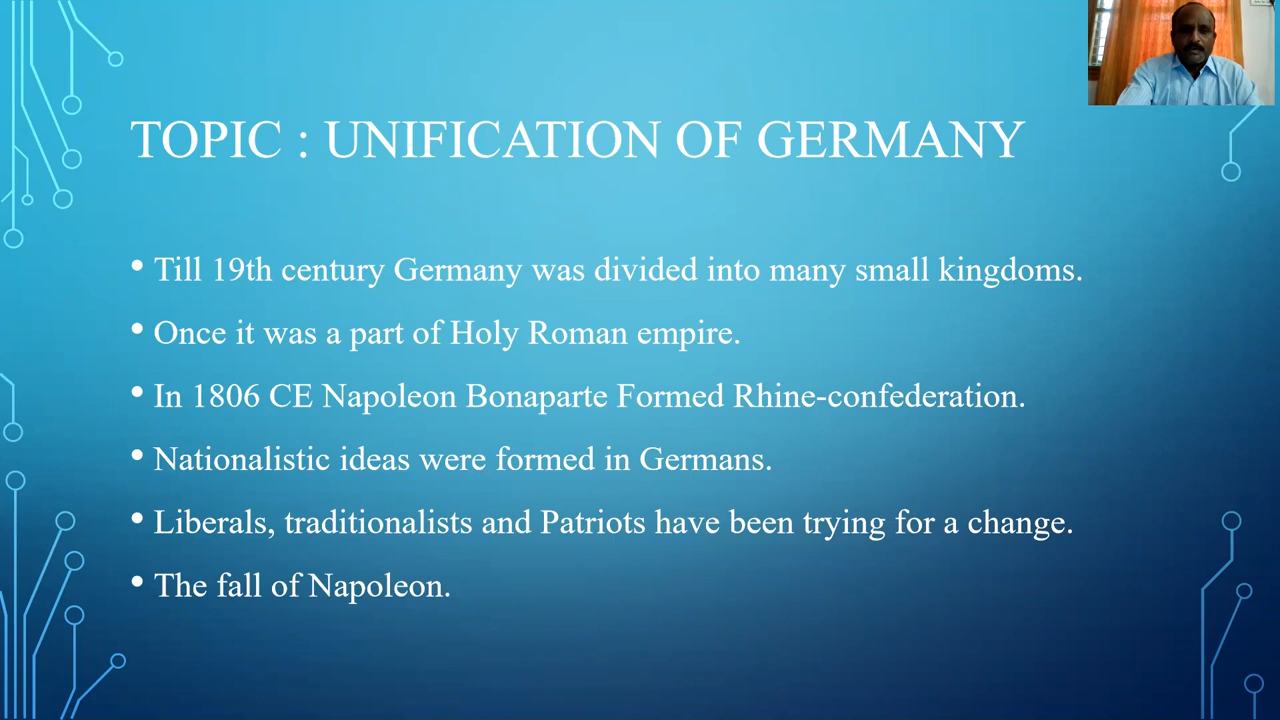 TOPIC : UNIFICATION OF GERMANY
• Till 19th century Germany was divided into many small kingdoms.
• Once it was a part of Holy Roman empire.
• In 1806 CE Napoleon Bonaparte Formed Rhine-confederation.
• Nationalistic ideas were formed in Germans.
• Liberals, traditionalists and Patriots have been trying for a change.
• The fall of Napoleon.